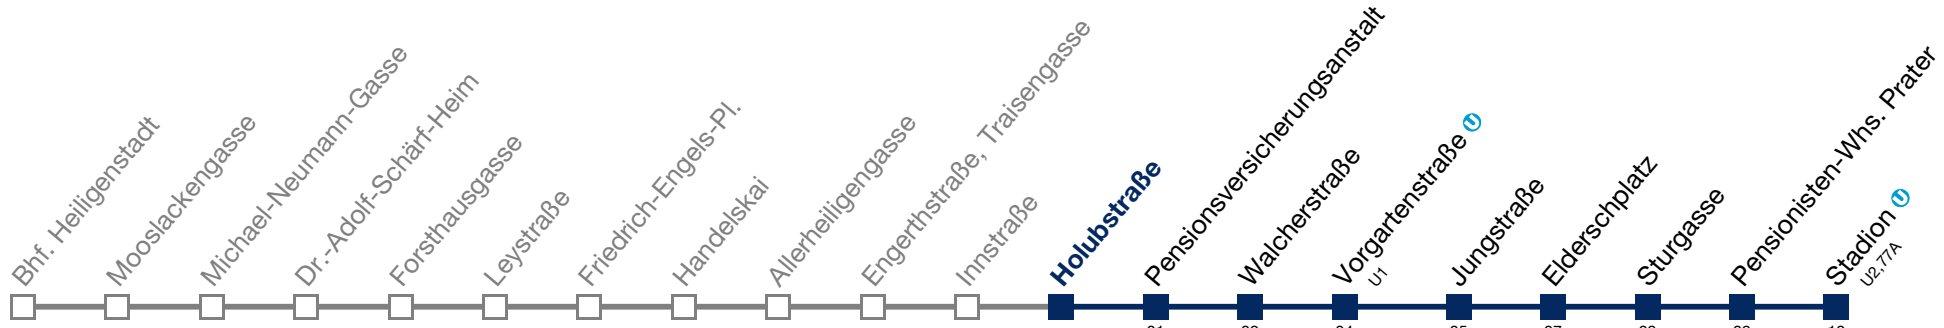 Bhf. Heiligenstadt
Mooslackengasse
Michael-Neumann-Gasse
Dr.-Adolf-Schärf-Heim
Forsthausgasse
Leystraße
Friedrich-Engels-Pl.
Handelskai
Allerheiligengasse
Engerthstraße, Traisengasse
Innstraße
Holubstraße
Pensionsversicherungsanstalt
Walcherstraße
Vorgartenstraße U
U1
Jungstraße
Elderschplatz
Sturgasse
Pensionisten-Whs. Prater
Stadion U
U2,77A